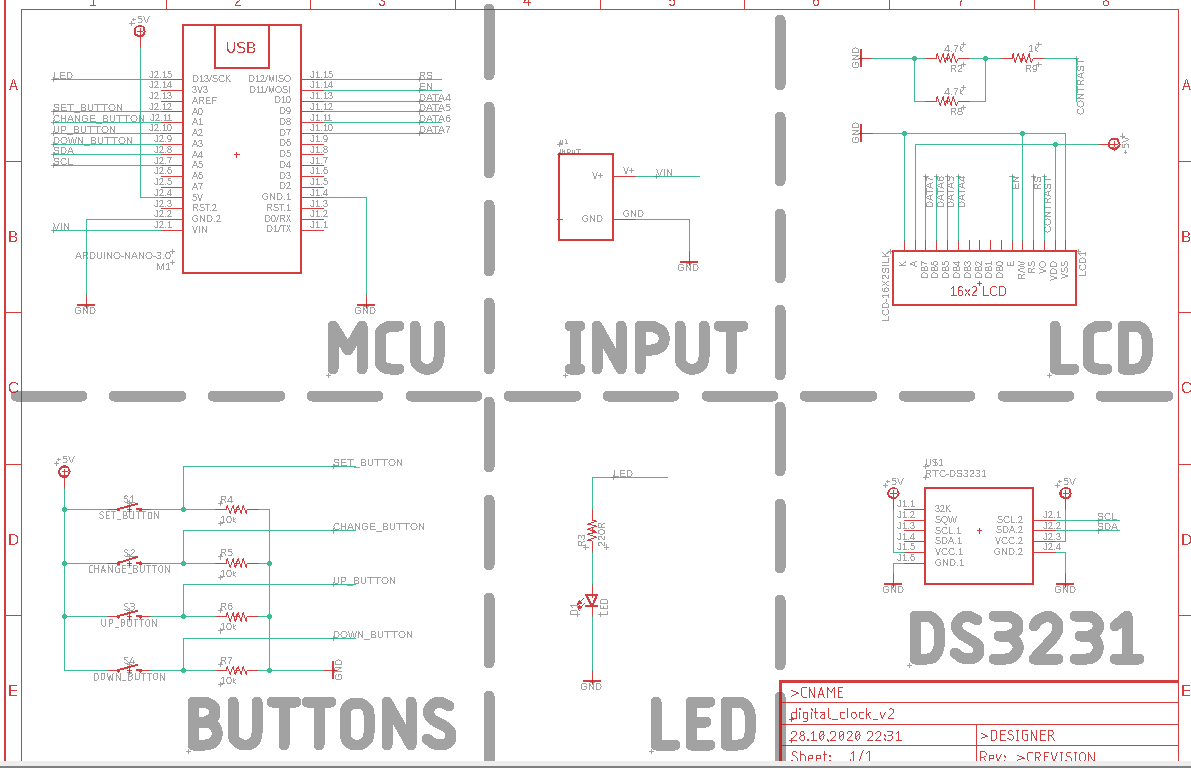 1 2 3 4 5 6 7 8
A
B
C
D
E
A
B
C
D
E
+5V
USB
LED
SET_BUTTON
CHANGE_BUTTON
UP_BUTTON
DOWN_BUTTON
SDA
SCL
VIN
J2.15 D13/SCK D12/MISO J1.15 RS
J2.14 3V3 D11/MOSI J1.14 EN
J2.13 AREF D10 J1.13 DATA4
J2.12 A0 D9 J1.12 DATA5
J2.11 A1 D8 J1.11 DATA6
J2.10 A2 D7 J1.10 DATA7
J2.9 A3 D6 J1.9
J2.8 A4 D5 J1.8
J2.7 A5 D4 J1.7
J2.6 A6 D3 J1.6
J2.5 A7 D2 J1.5
J2.4 5V GND.1 J1.4
J2.3 RST.2 RST.1 J1.3
J2.2 GND.2 D0/RX J1.2
J2.1 VIN D1/TX J1.1
ARDUINO-NANO-3.0
M1
GND
GND
MCU
INPUT
V+ V+ VIN
GND GND
GND
INPUT
GND
4.7k
R2
1k
R9
4.7k
R8
CONTRAST
GND
+5V
DATA7
DATA6
DATA5
DATA4
EN
RS
CONTRAST
K
A
DB7
DB6
DB5
DB4
DB3
DB2
DB1
DB0
E
R/W
RS
VO
VDD
VSS
16x2 LCD
LCD-16X2SILK
LCD1
LCD
+5V
SET_BUTTON
S1
SET_BUTTON
R4
10k
CHANGE_BUTTON
S2
CHANGE_BUTTON
R5
10k
UP_BUTTON
S3
UP_BUTTON
R6
10k
DOWN_BUTTON
S4
DOWN_BUTTON
R7
10k
GND
BUTTONS
LED
R3
220R
D1
LED
GND
LED
U$1
RTC-DS3231
+5V
+5V
J1.1 32K
J1.2 SQW SCL.2 J2.1 SCL
J1.3 SCL.1 SDA.2 J2.2 SDA
J1.4 SDA.1 VCC.2 J2.3
J1.5 VCC.1 GND.2 J2.4
J1.6 GND.1
GND
GND
DS3231
>CNAME
digital_clock_v2
28.10.2020 22:31 >DESIGNER
Sheet: 1/1 Rev: >CREVISION